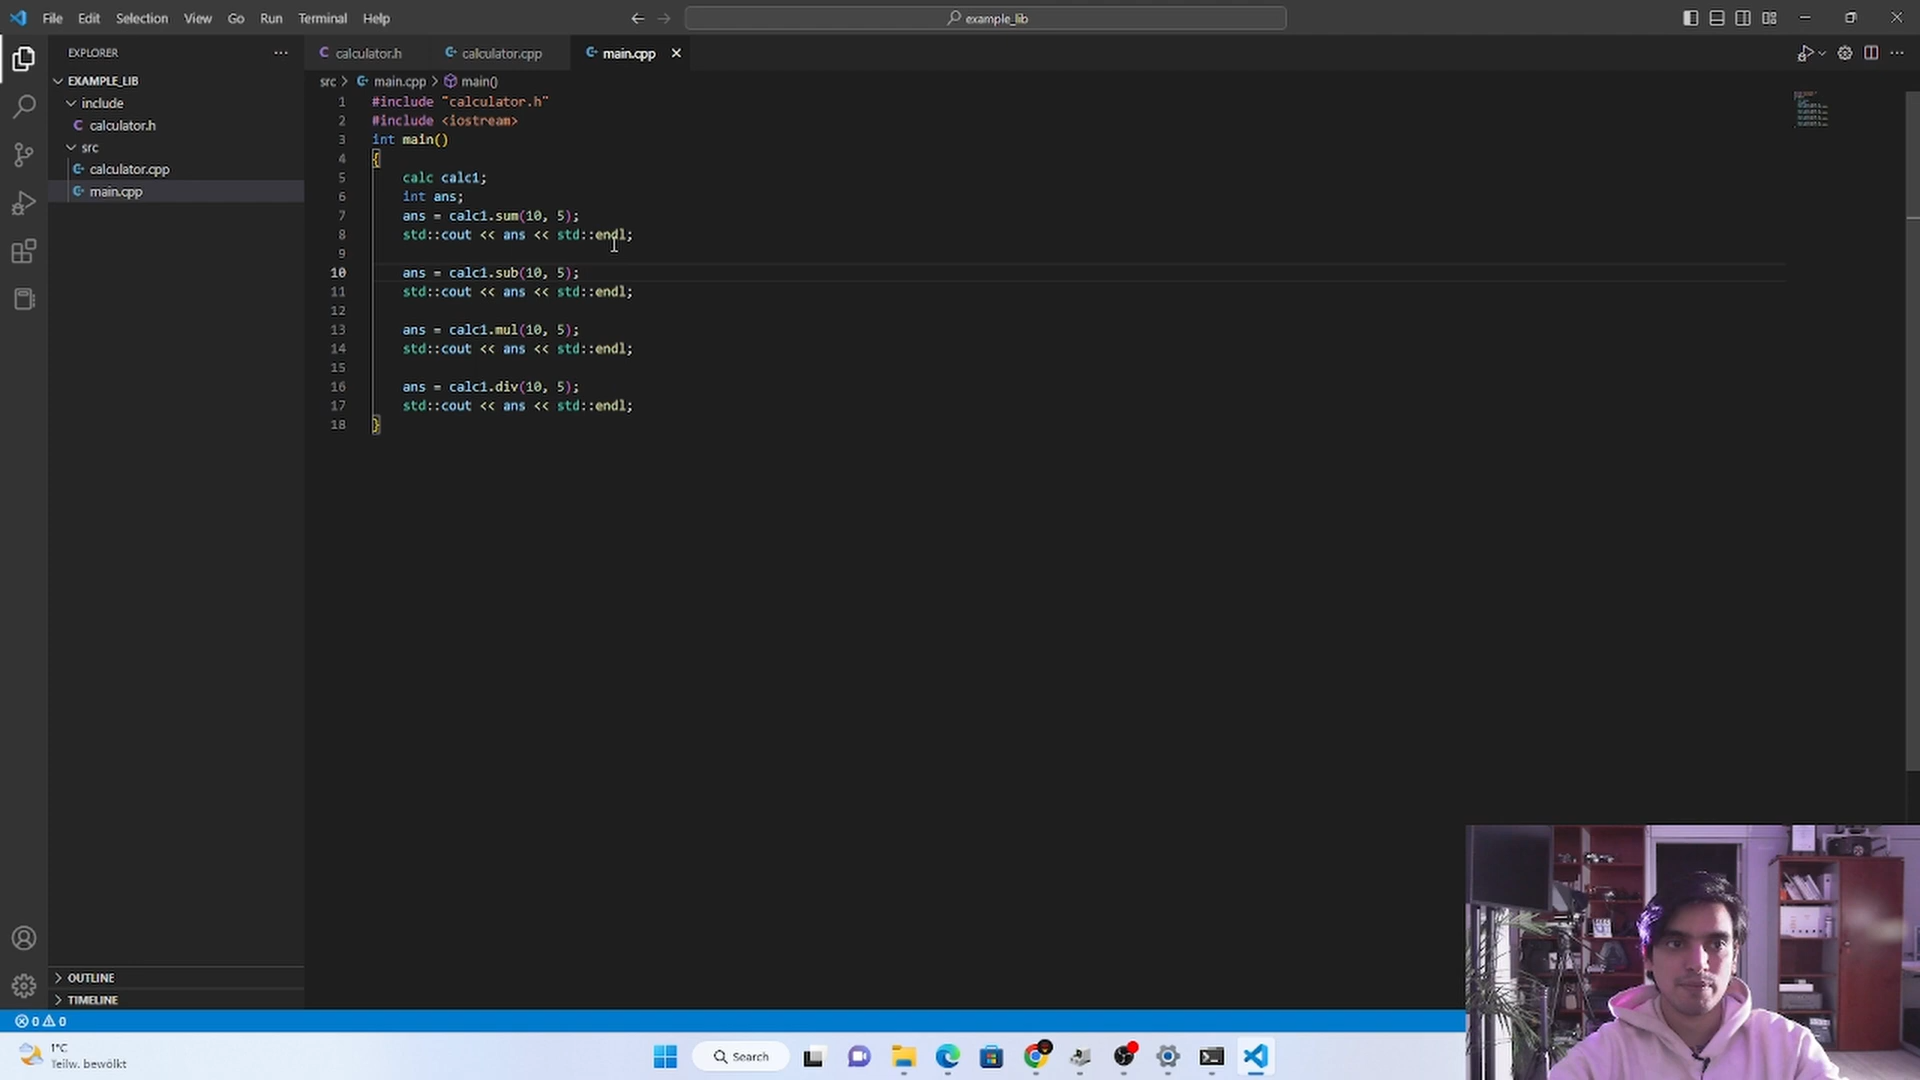 File Edit Selection View Go Run Terminal Help
example_lib
EXPLORER
calculator.h
calculator.cpp
main.cpp
EXAMPLE_LIB
include
calculator.h
src
calculator.cpp
main.cpp
OUTLINE
TIMELINE
src > main.cpp > main()
1 #include "calculator.h"
2 #include <iostream>
3 int main()
4 {
5 calc calc1;
6 int ans;
7 ans = calc1.sum(10, 5);
8 std::cout << ans << std::endl;
9
10 ans = calc1.sub(10, 5);
11 std::cout << ans << std::endl;
12
13 ans = calc1.mul(10, 5);
14 std::cout << ans << std::endl;
15
16 ans = calc1.div(10, 5);
17 std::cout << ans << std::endl;
18 }
0 0
1°C
Teilw. bewölkt
Search